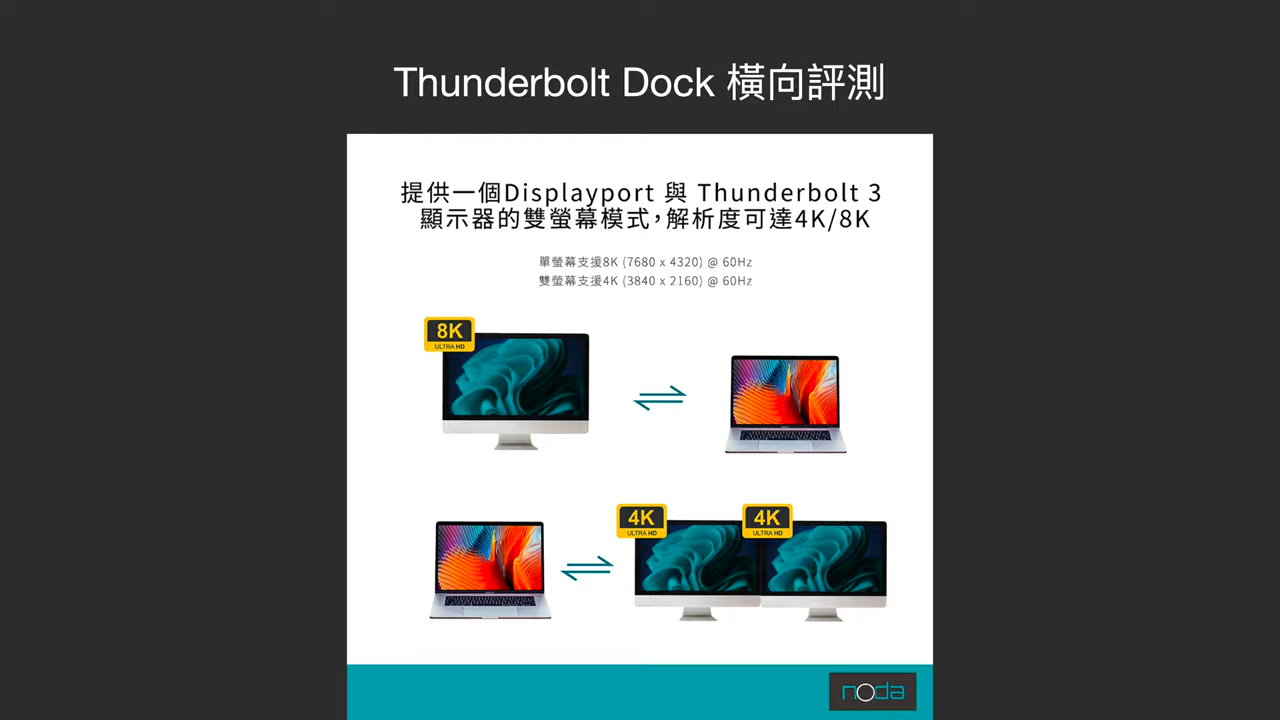 Thunderbolt Dock 橫向評測
提供一個Displayport 與 Thunderbolt 3
顯示器的雙螢幕模式，解析度可達4K/8K
單螢幕支援8K (7680 x 4320) @ 60Hz
雙螢幕支援4K (3840 x 2160) @ 60Hz
8K
ULTRA HD
4K
ULTRA HD
4K
ULTRA HD
noda